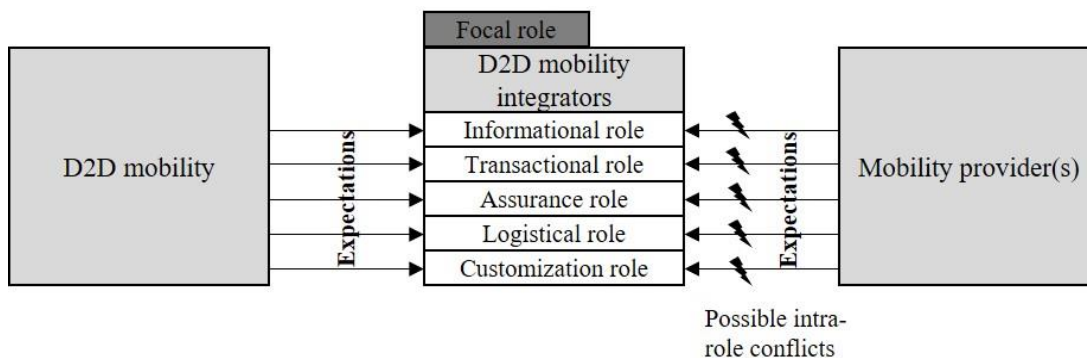 Focal role
D2D mobility
integrators
Informational role
Transactional role
Assurance role
Logistical role
Customization role
D2D mobility
Expectations
Expectations
Mobility provider(s)
Possible intra-
role conflicts